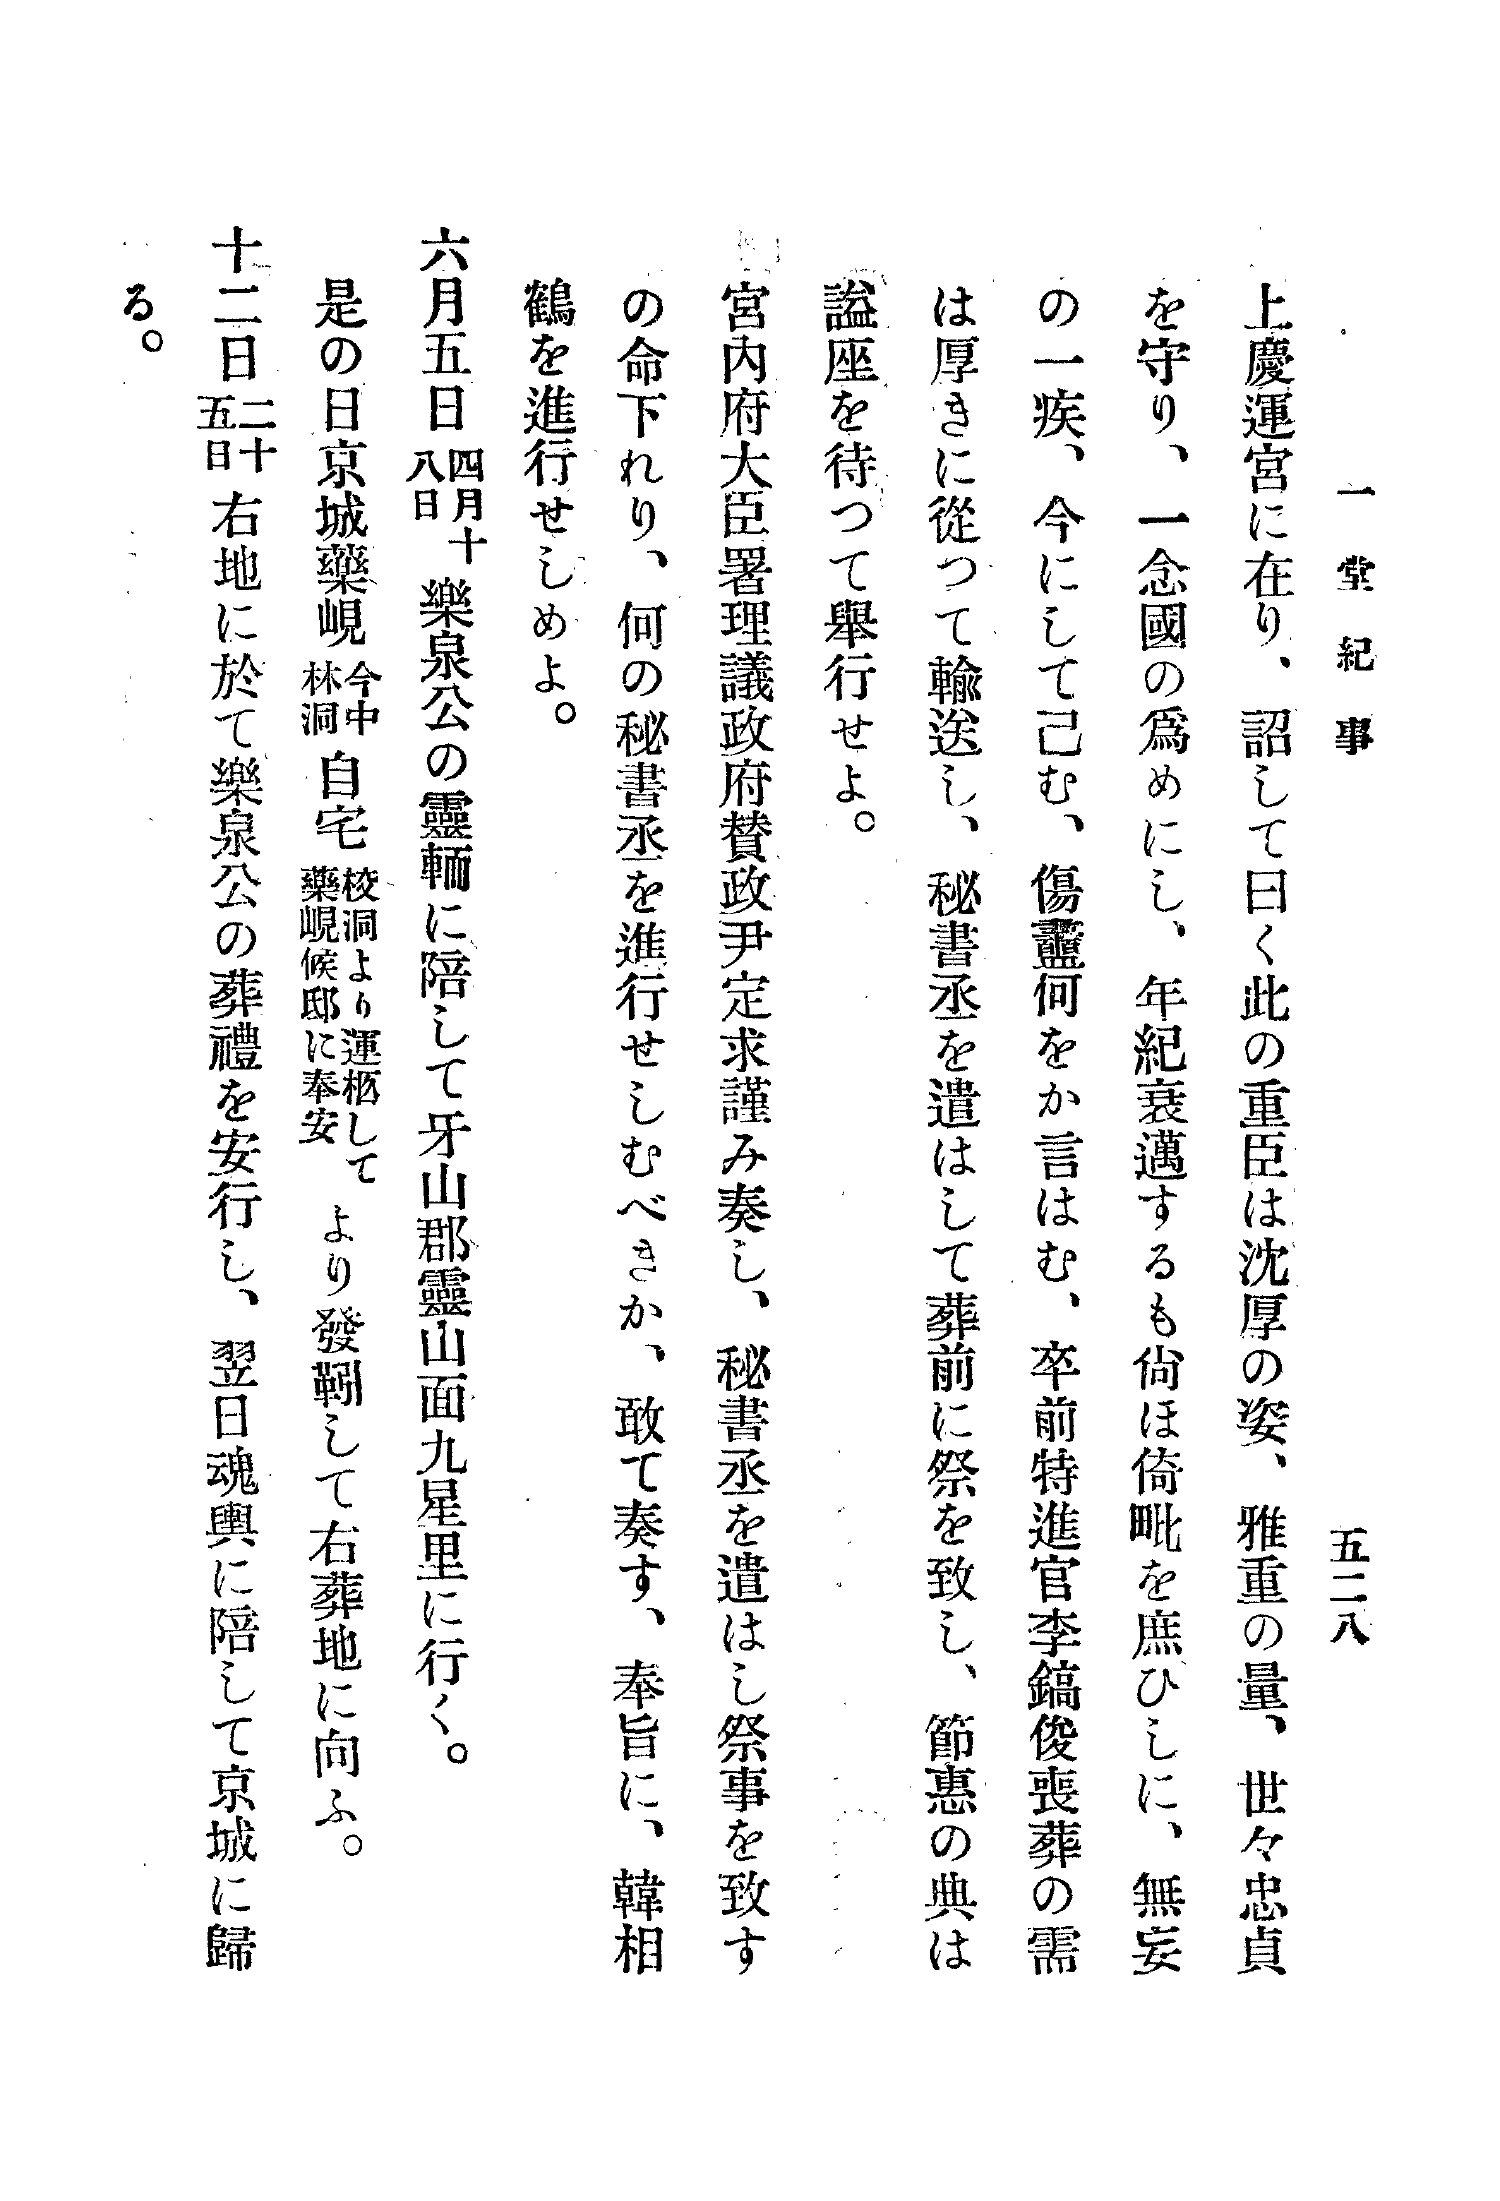 一堂紀事
五二八
上慶運宮に在り、詔して曰く此の重臣は沈厚の姿、雅重の量、世々忠貞
を守り、一念國の爲めにし、年紀衰邁するも尙ほ倚毗を庶ひしに、無妄
の一疾、今にして已む、傷盡何をか言はむ、卒前特進官李鎬俊喪葬の需
は厚きに從つて輸送し、秘書丞を遣はして葬前に祭を致し、節惠の典は
謚座を待つて舉行せよ。
宮內府大臣署理議政府賛政尹定求謹み奏し、秘書丞を遣はし祭事を致す
の命下れり、何の秘書丞を進行せしむべきか、敢て奏す、奉旨に、韓相
鶴を進行せしめよ。
六月五日 四月十八日 樂泉公の靈輀に陪して牙山郡靈山面九星里に行く。
是の日京城藥峴 今中林洞 自宅 校洞より運柩して藥峴候邸に奉安 より發靷して右葬地に向ふ。
十二日 二十五日 右地に於て樂泉公の葬禮を安行し、翌日魂輿に陪して京城に歸
る。